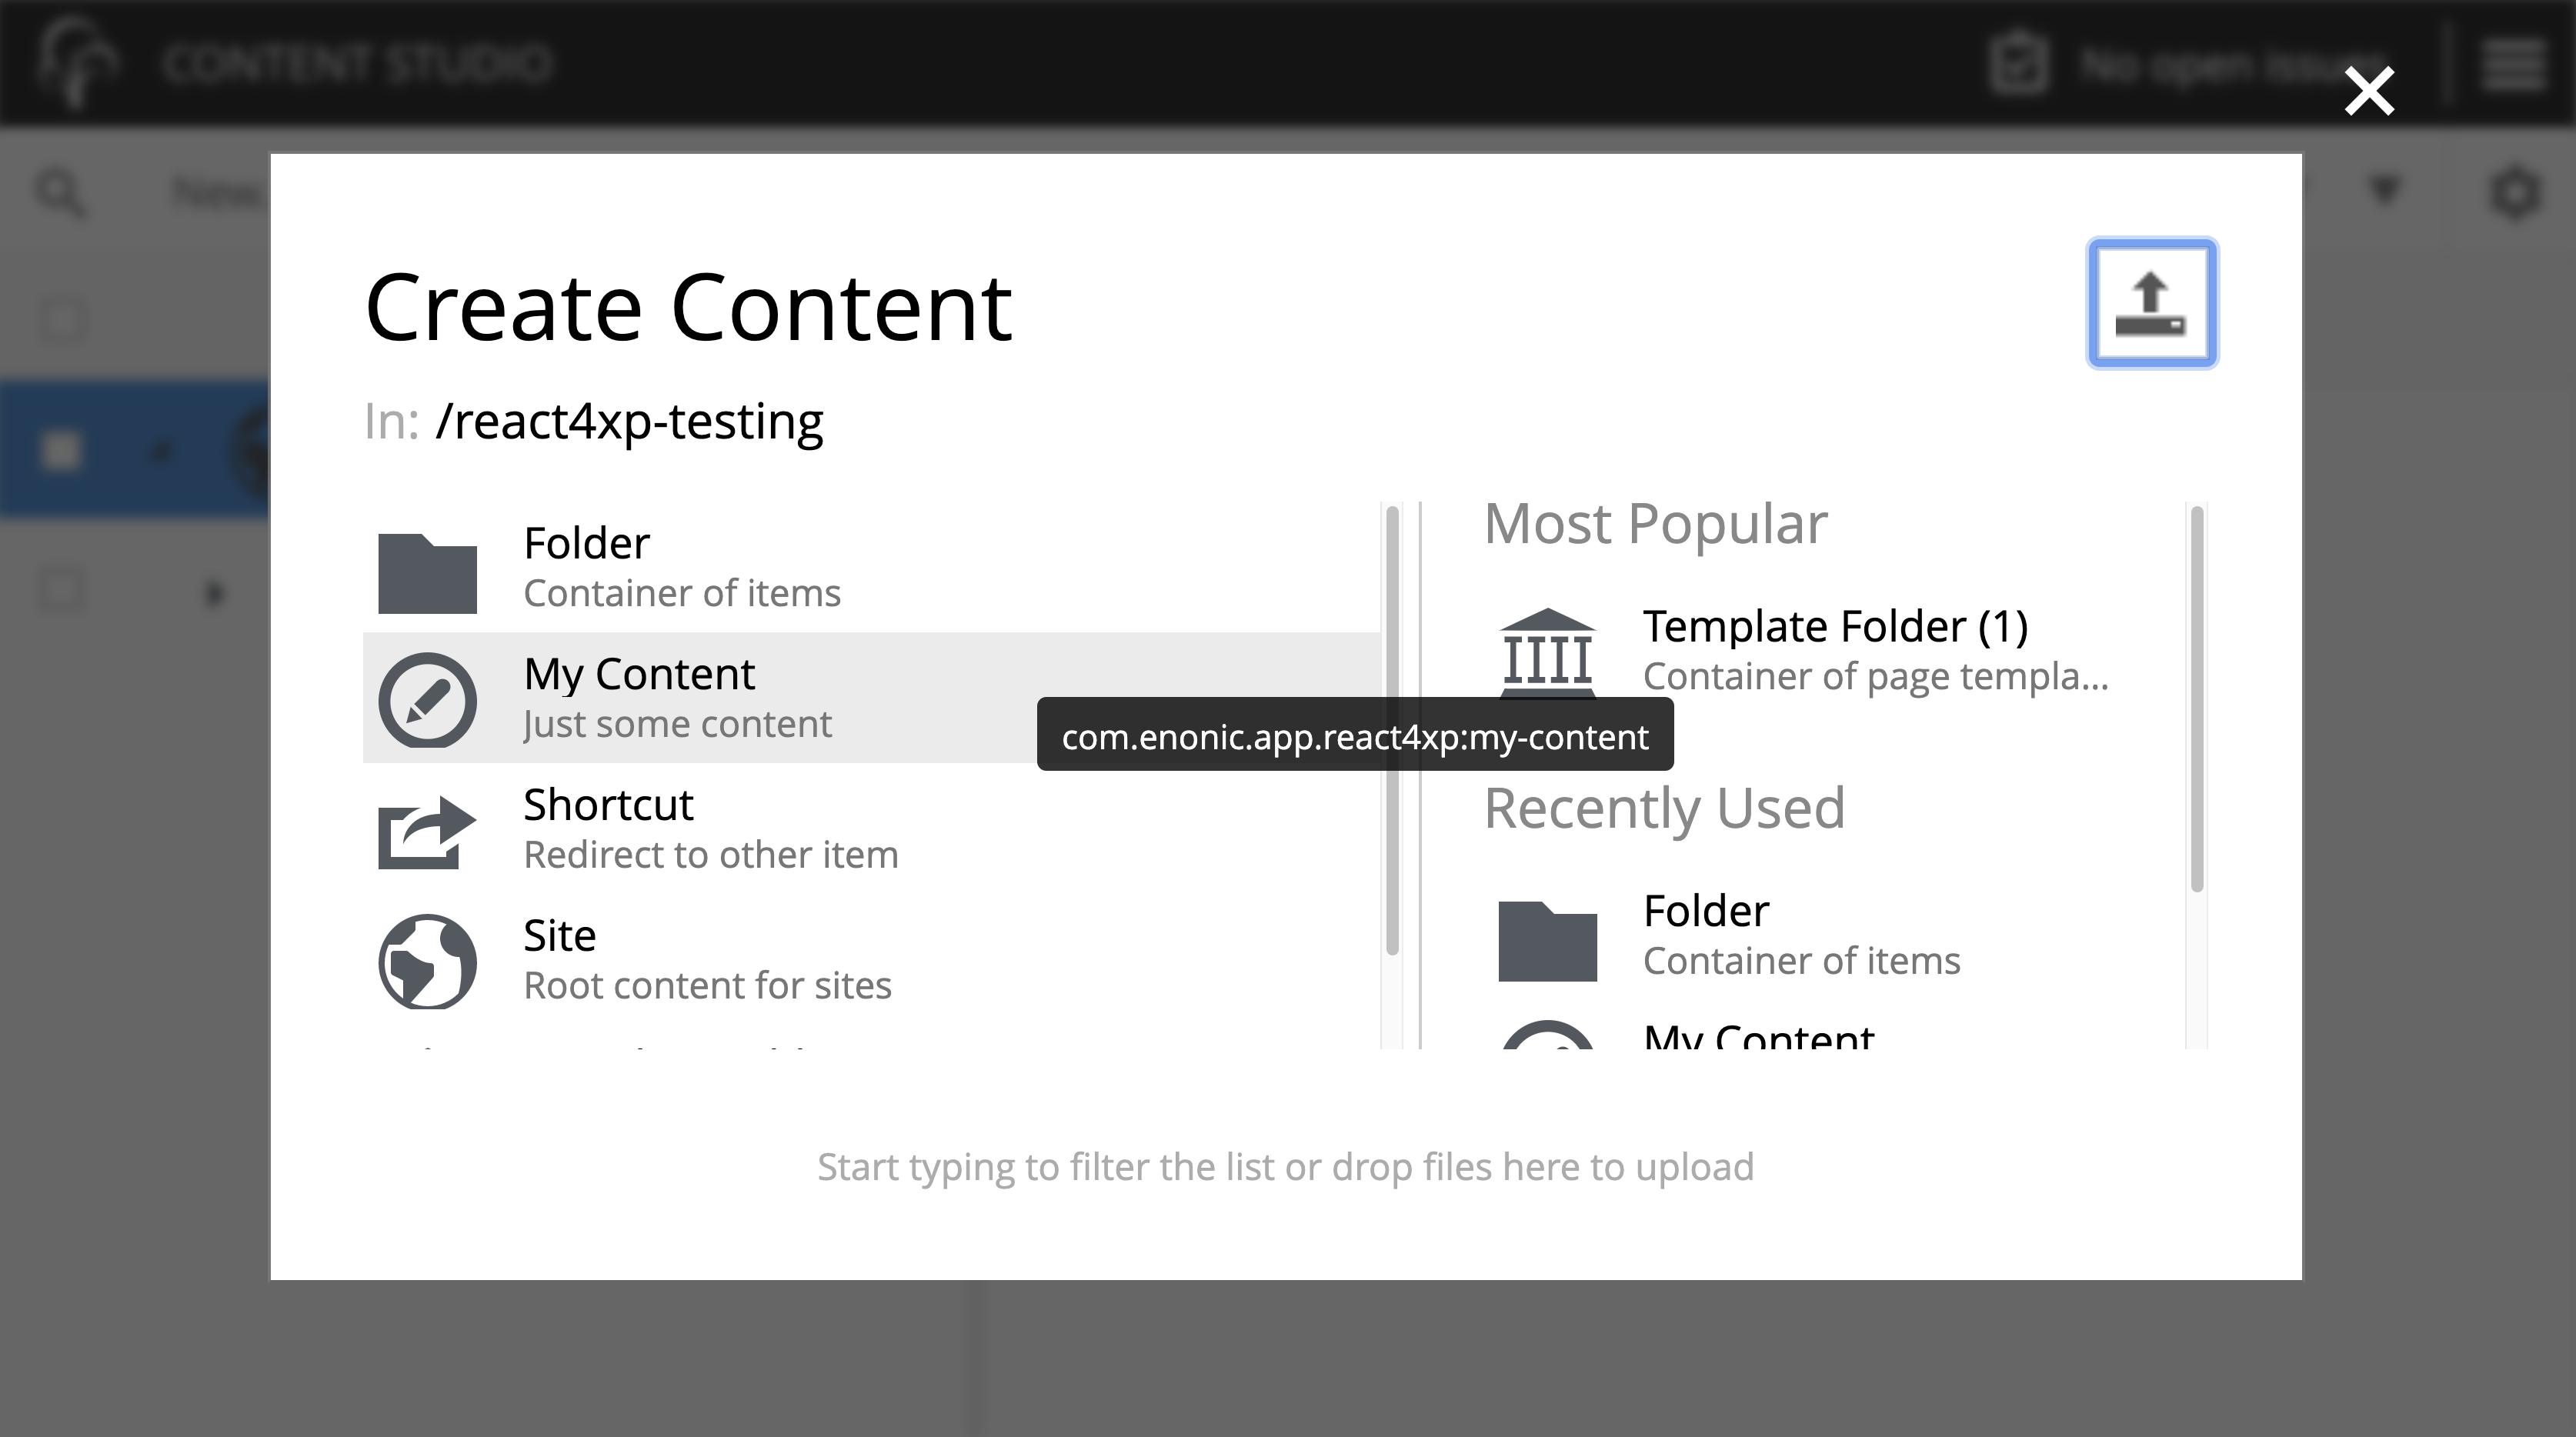 CONTENT STUDIO
No open issues
New
Create Content
In: /react4xp-testing
Folder
Container of items
My Content
Just some content
com.enonic.app.react4xp:my-content
Shortcut
Redirect to other item
Site
Root content for sites
Most Popular
Template Folder (1)
Container of page templa...
Recently Used
Folder
Container of items
My Content
Start typing to filter the list or drop files here to upload